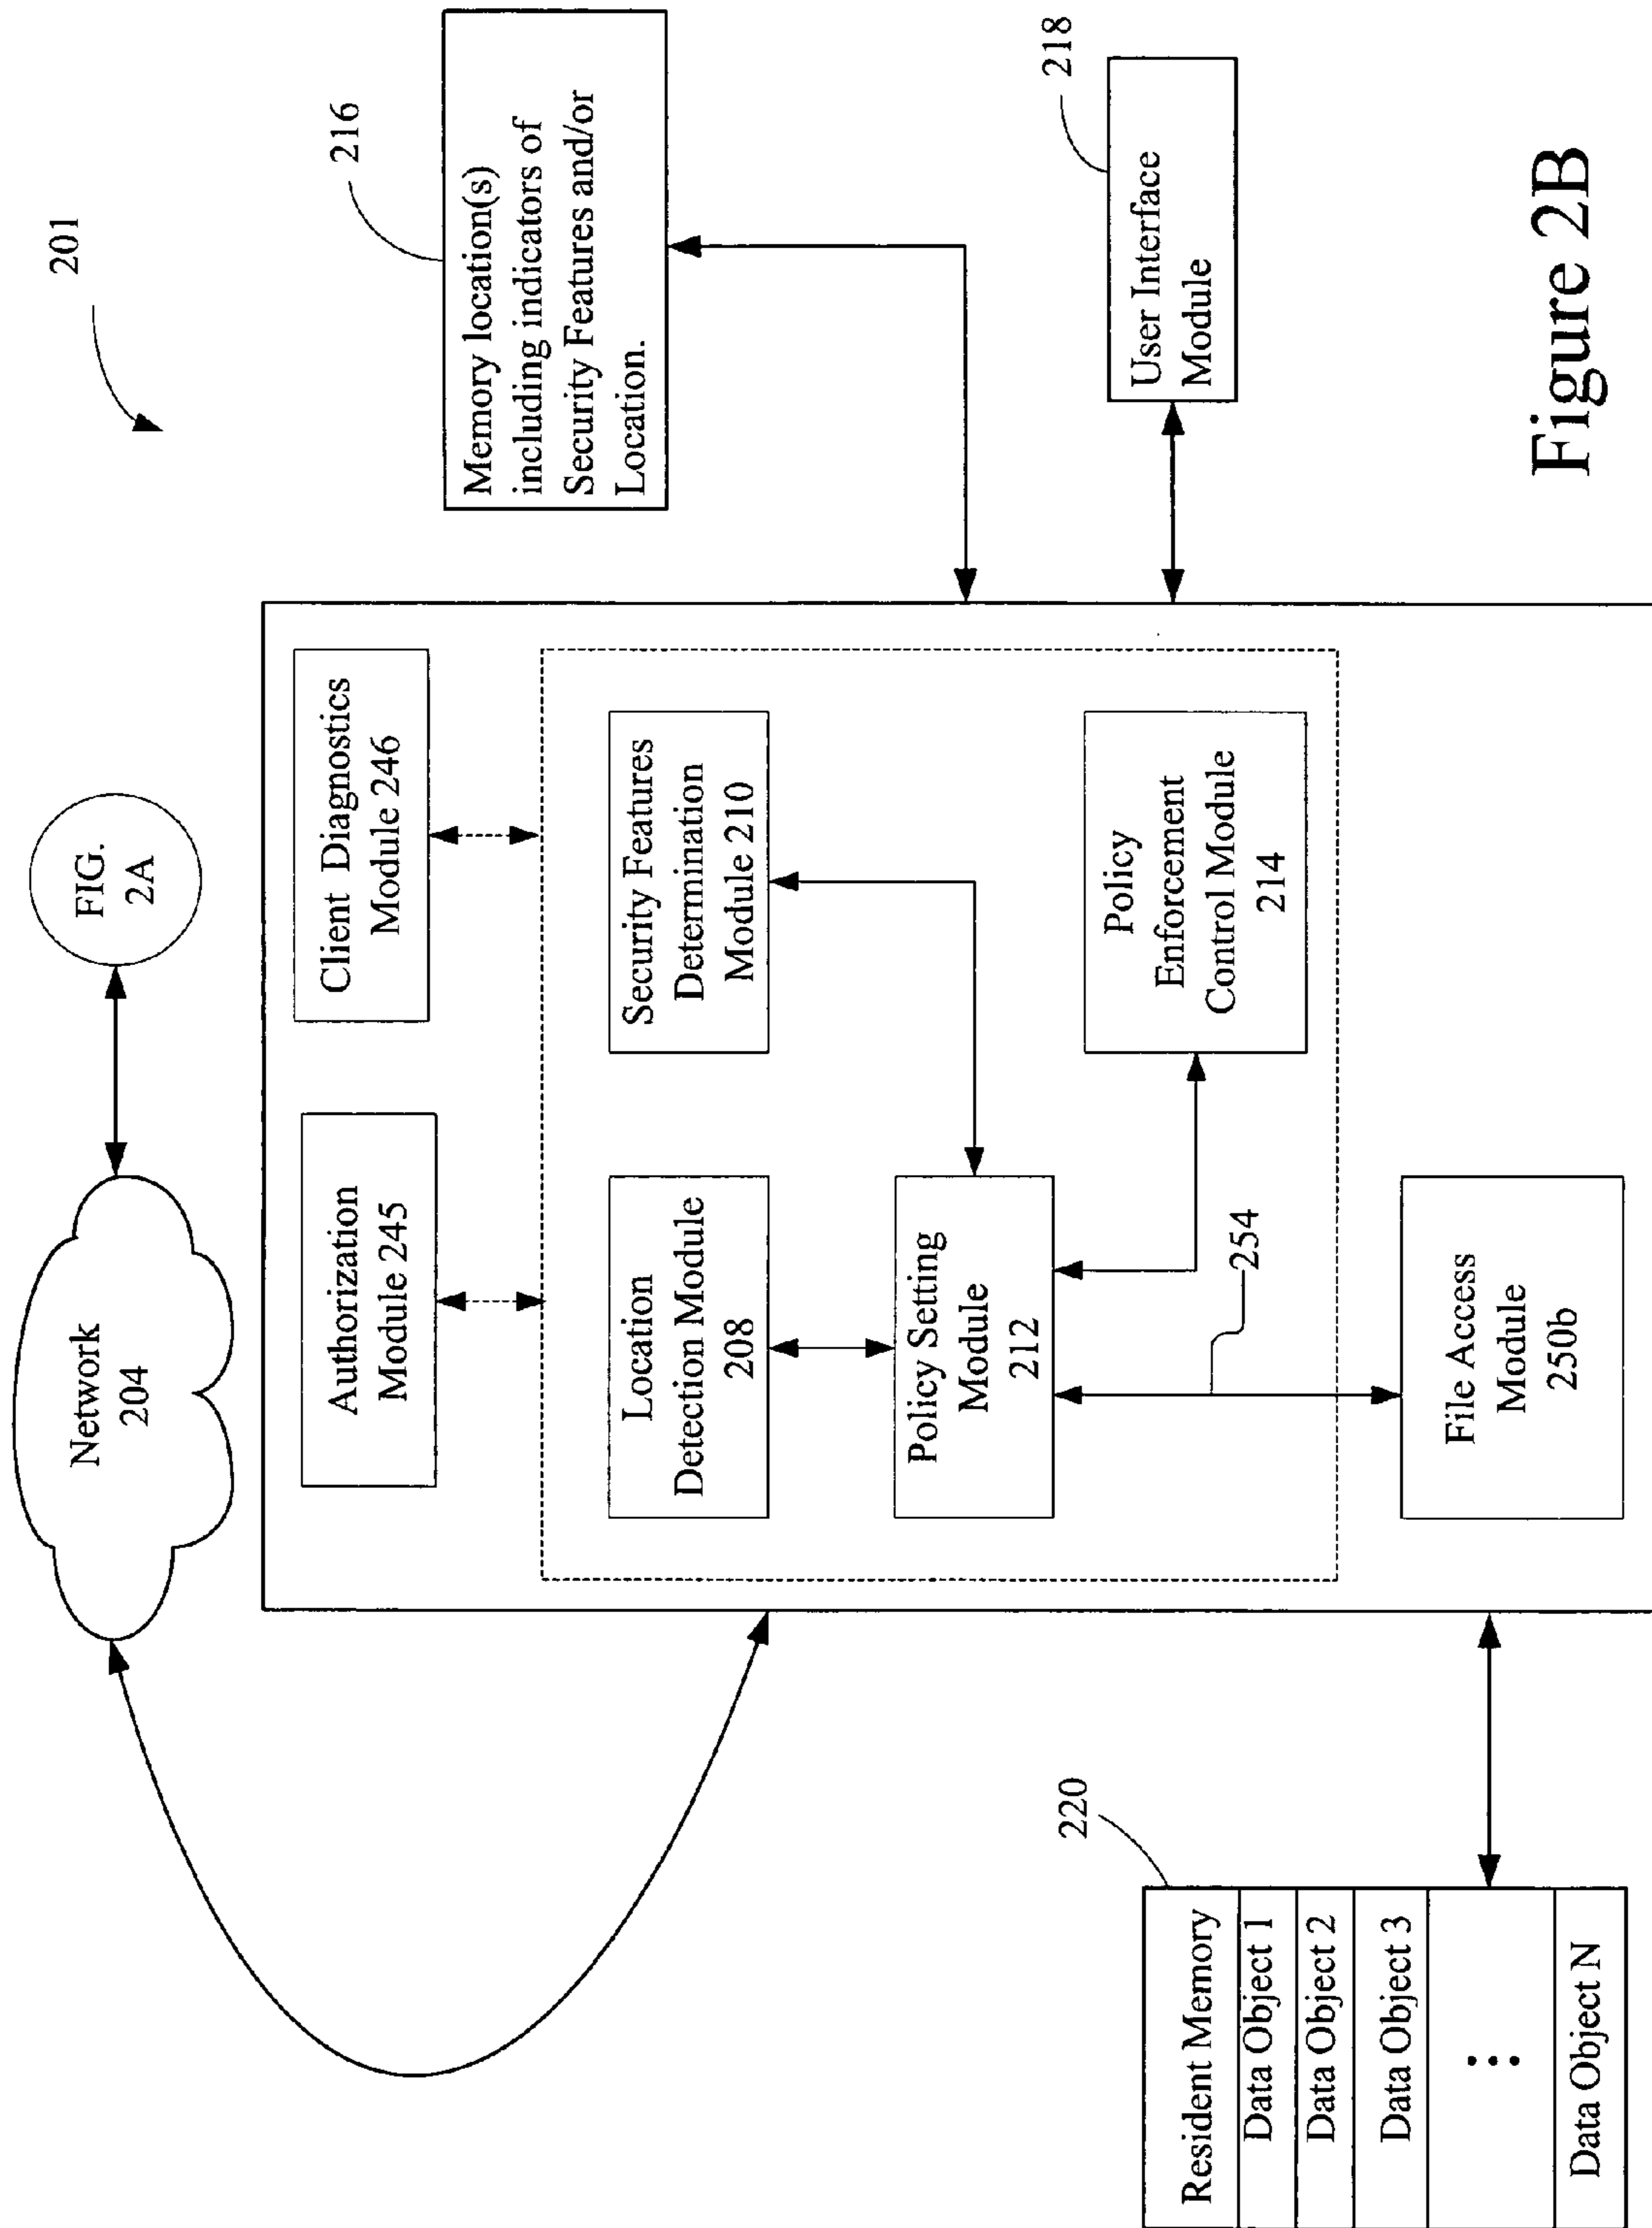 201
Network
204
FIG.
2A
216
Memory location(s)
including indicators of
Security Features and/or
Location.
Authorization
Module 245
Client Diagnostics
Module 246
Location
Detection Module
208
Security Features
Determination
Module 210
Policy Setting
Module
212
Policy
Enforcement
Control Module
214
254
File Access
Module
250b
218
User Interface
Module
220
Resident Memory
Data Object 1
Data Object 2
Data Object 3
...
Data Object N
Figure 2B